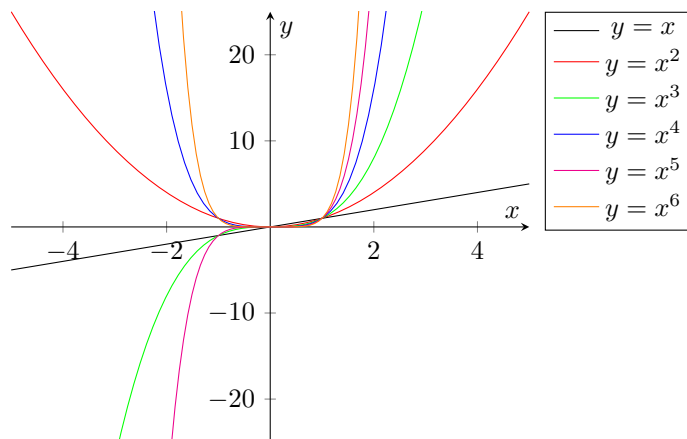 y
20
10
x
−4 −2 2 4
−10
−20
y = x
y = x²
y = x³
y = x⁴
y = x⁵
y = x⁶